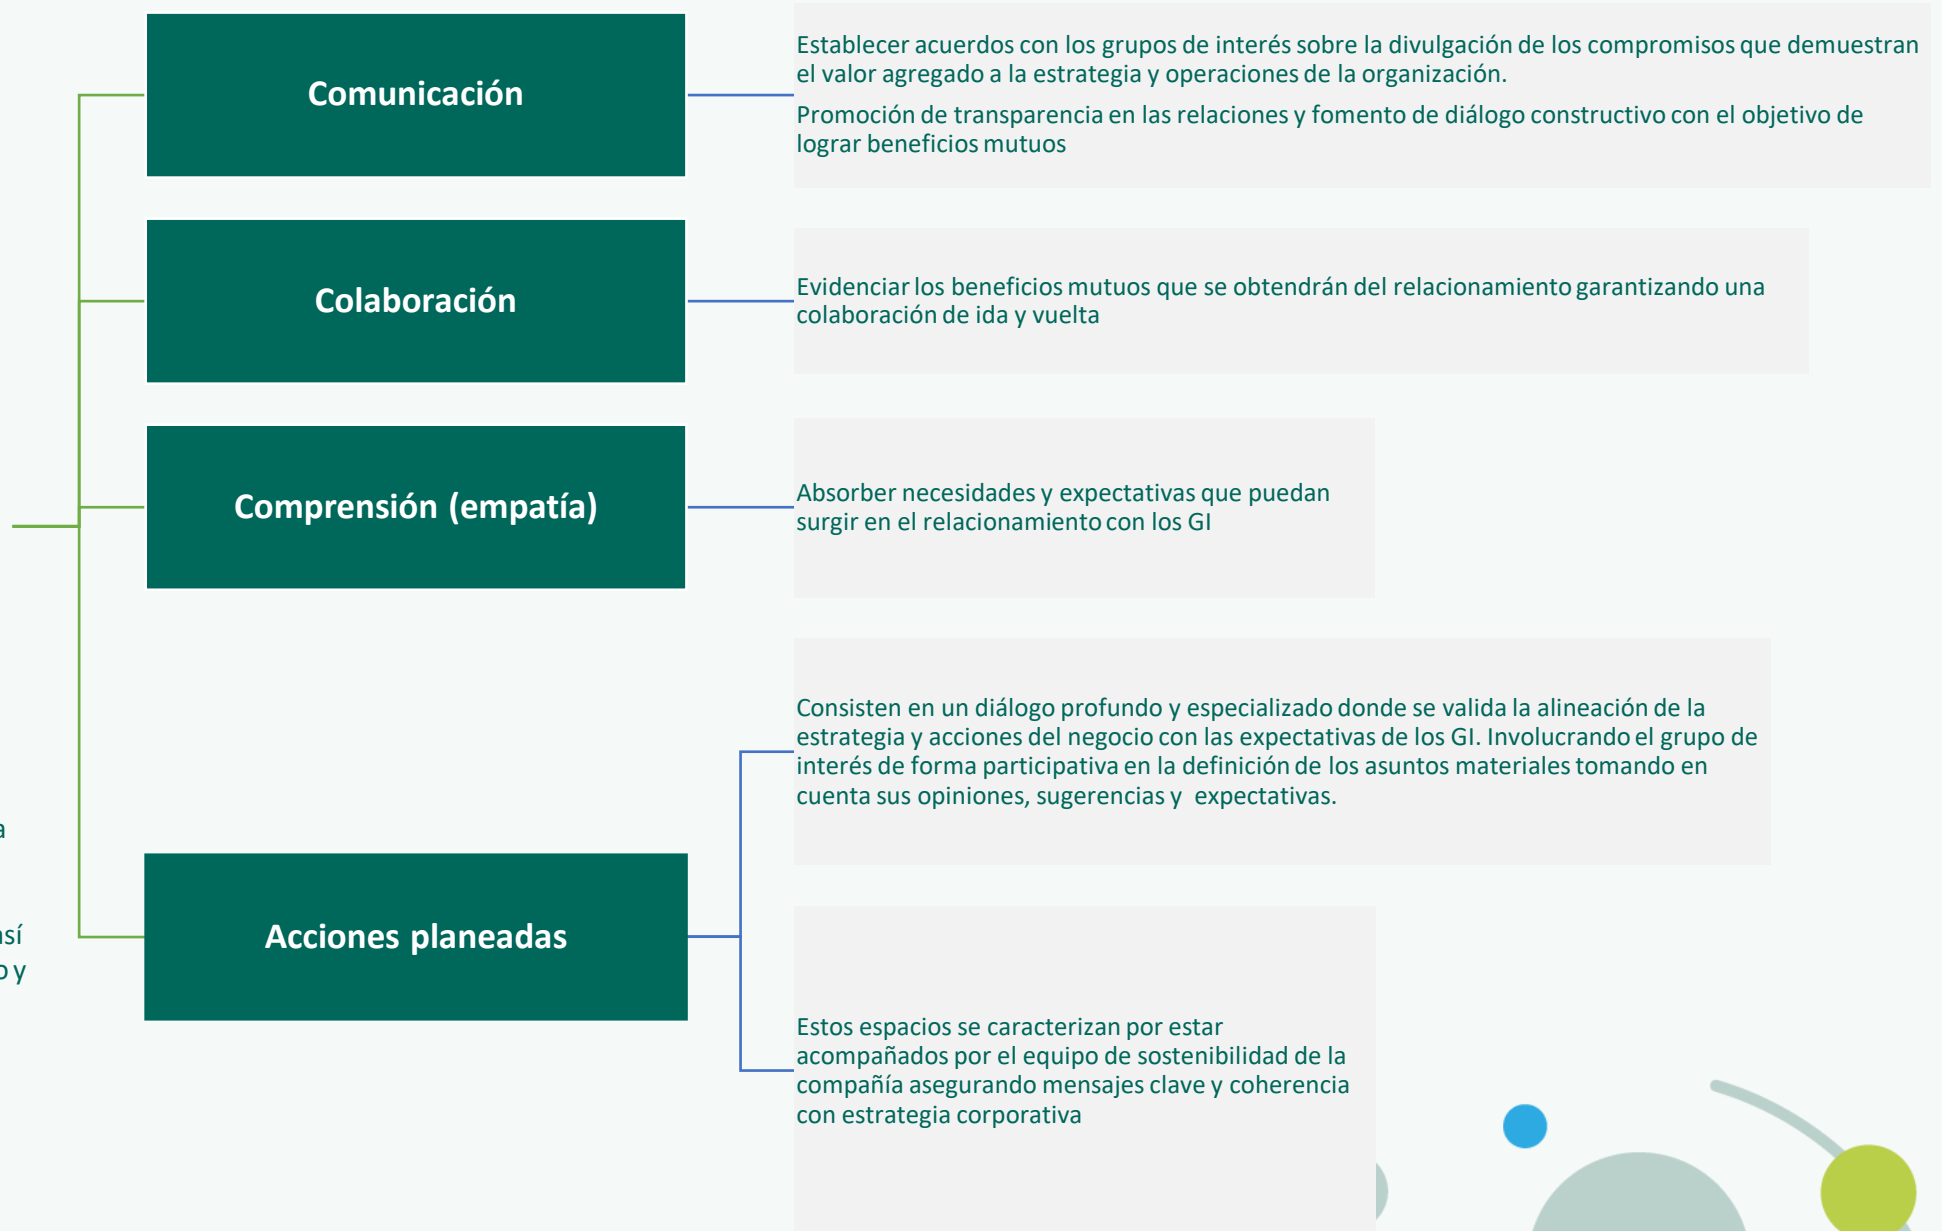 Comunicación
Establecer acuerdos con los grupos de interés sobre la divulgación de los compromisos que demuestran
el valor agregado a la estrategia y operaciones de la organización.
Promoción de transparencia en las relaciones y fomento de diálogo constructivo con el objetivo de
lograr beneficios mutuos
Colaboración
Evidenciar los beneficios mutuos que se obtendrán del relacionamiento garantizando una
colaboración de ida y vuelta
Comprensión (empatía)
Absorber necesidades y expectativas que puedan
surgir en el relacionamiento con los GI
Acciones planeadas
Consisten en un diálogo profundo y especializado donde se valida la alineación de la
estrategia y acciones del negocio con las expectativas de los GI. Involucrando el grupo de
interés de forma participativa en la definición de los asuntos materiales tomando en
cuenta sus opiniones, sugerencias y  expectativas.
Estos espacios se caracterizan por estar
acompañados por el equipo de sostenibilidad de la
compañía asegurando mensajes clave y coherencia
con estrategia corporativa
y